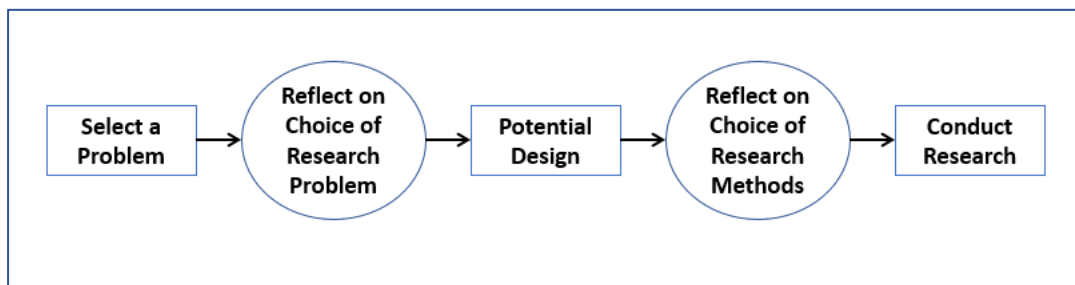 Select a
Problem
Reflect on
Choice of
Research
Problem
Potential
Design
Reflect on
Choice of
Research
Methods
Conduct
Research